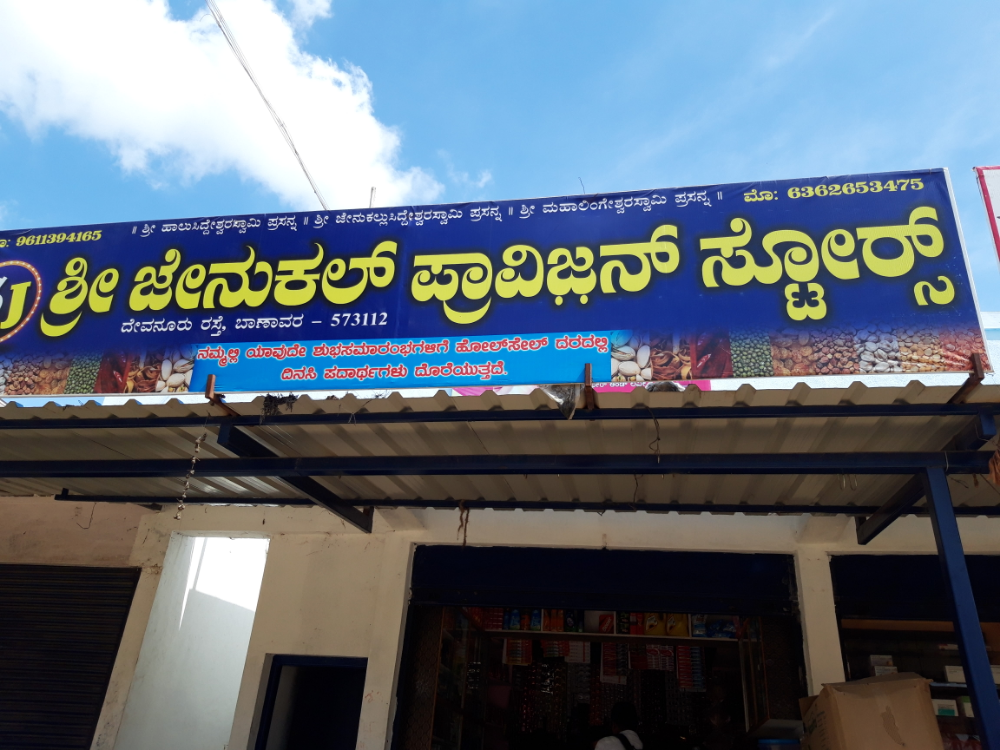 ಮೊ: 9611394165 ॥ ಶ್ರೀ ಹಾಲುಸಿದ್ದೇಶ್ವರಸ್ವಾಮಿ ಪ್ರಸನ್ನ ॥ ಶ್ರೀ ಜೇನುಕಲ್ಲುಸಿದ್ದೇಶ್ವರಸ್ವಾಮಿ ಪ್ರಸನ್ನ ॥ ಶ್ರೀ ಮಹಾಲಿಂಗೇಶ್ವರಸ್ವಾಮಿ ಪ್ರಸನ್ನ ॥ ಮೊ: 6362653475
ಶ್ರೀ ಜೇನುಕಲ್ ಪ್ರಾವಿಜನ್ ಸ್ಟೋರ್‍ಸ್
ದೇವನೂರು ರಸ್ತೆ, ಬಾಣಾವರ – 573112
ನಮ್ಮಲ್ಲಿ ಯಾವುದೇ ಶುಭಸಮಾರಂಭಗಳಿಗೆ ಹೋಲ್‌ಸೇಲ್ ದರದಲ್ಲಿ
ದಿನಸಿ ಪದಾರ್ಥಗಳು ದೊರೆಯುತ್ತದೆ.